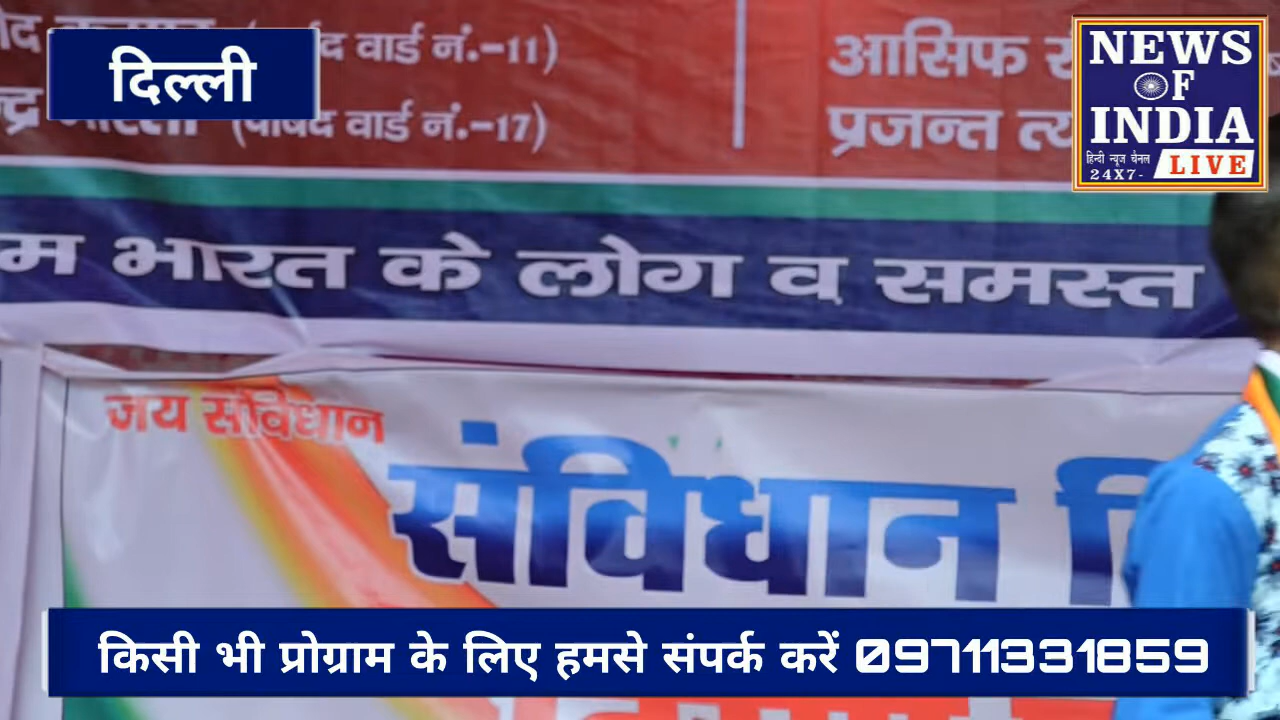 दिल्ली
वार्ड नं.-11)
(पार्षद वार्ड नं.-17)
आसिफ
प्रजन्त
NEWS
OF
INDIA
हिन्दी न्यूज चैनल
24X7-
LIVE
भारत के लोग व समस्त
जय संविधान
संविधान
किसी भी प्रोग्राम के लिए हमसे संपर्क करें 09711331859